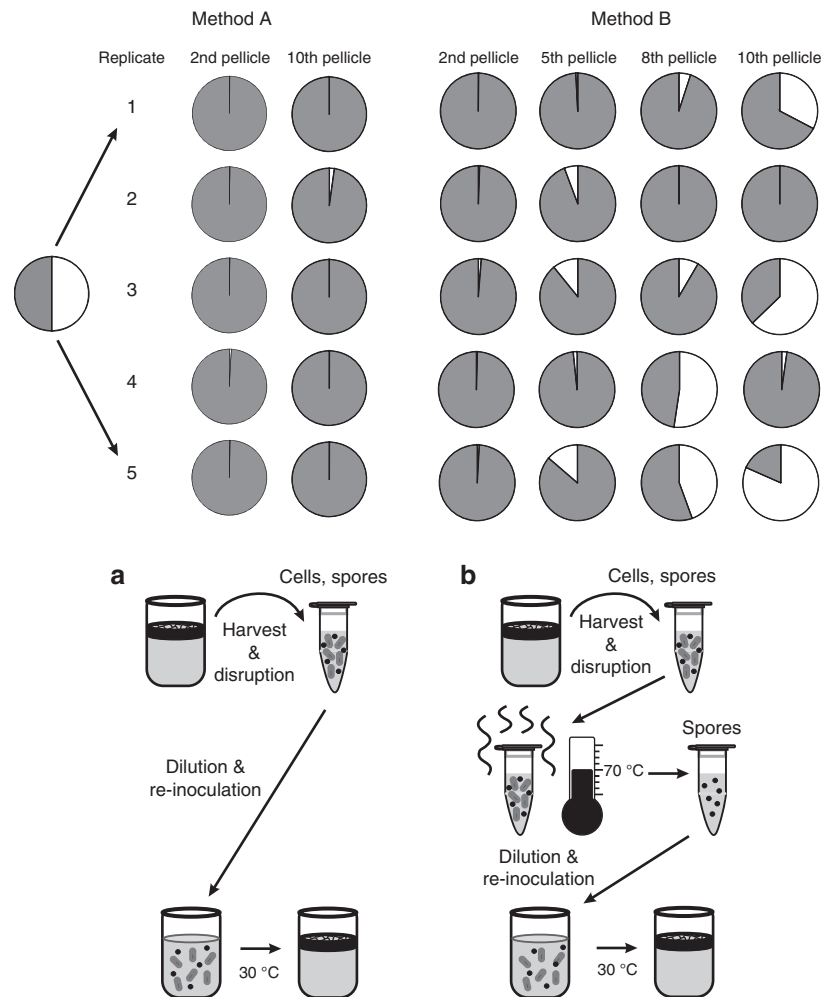 Method A
Method B
Replicate 2nd pellicle 10th pellicle
2nd pellicle 5th pellicle 8th pellicle 10th pellicle
1
2
3
4
5
a
Cells, spores
Harvest
&
disruption
Dilution &
re-inoculation
30 °C
b
Cells, spores
Harvest
&
disruption
70 °C
Spores
Dilution &
re-inoculation
30 °C